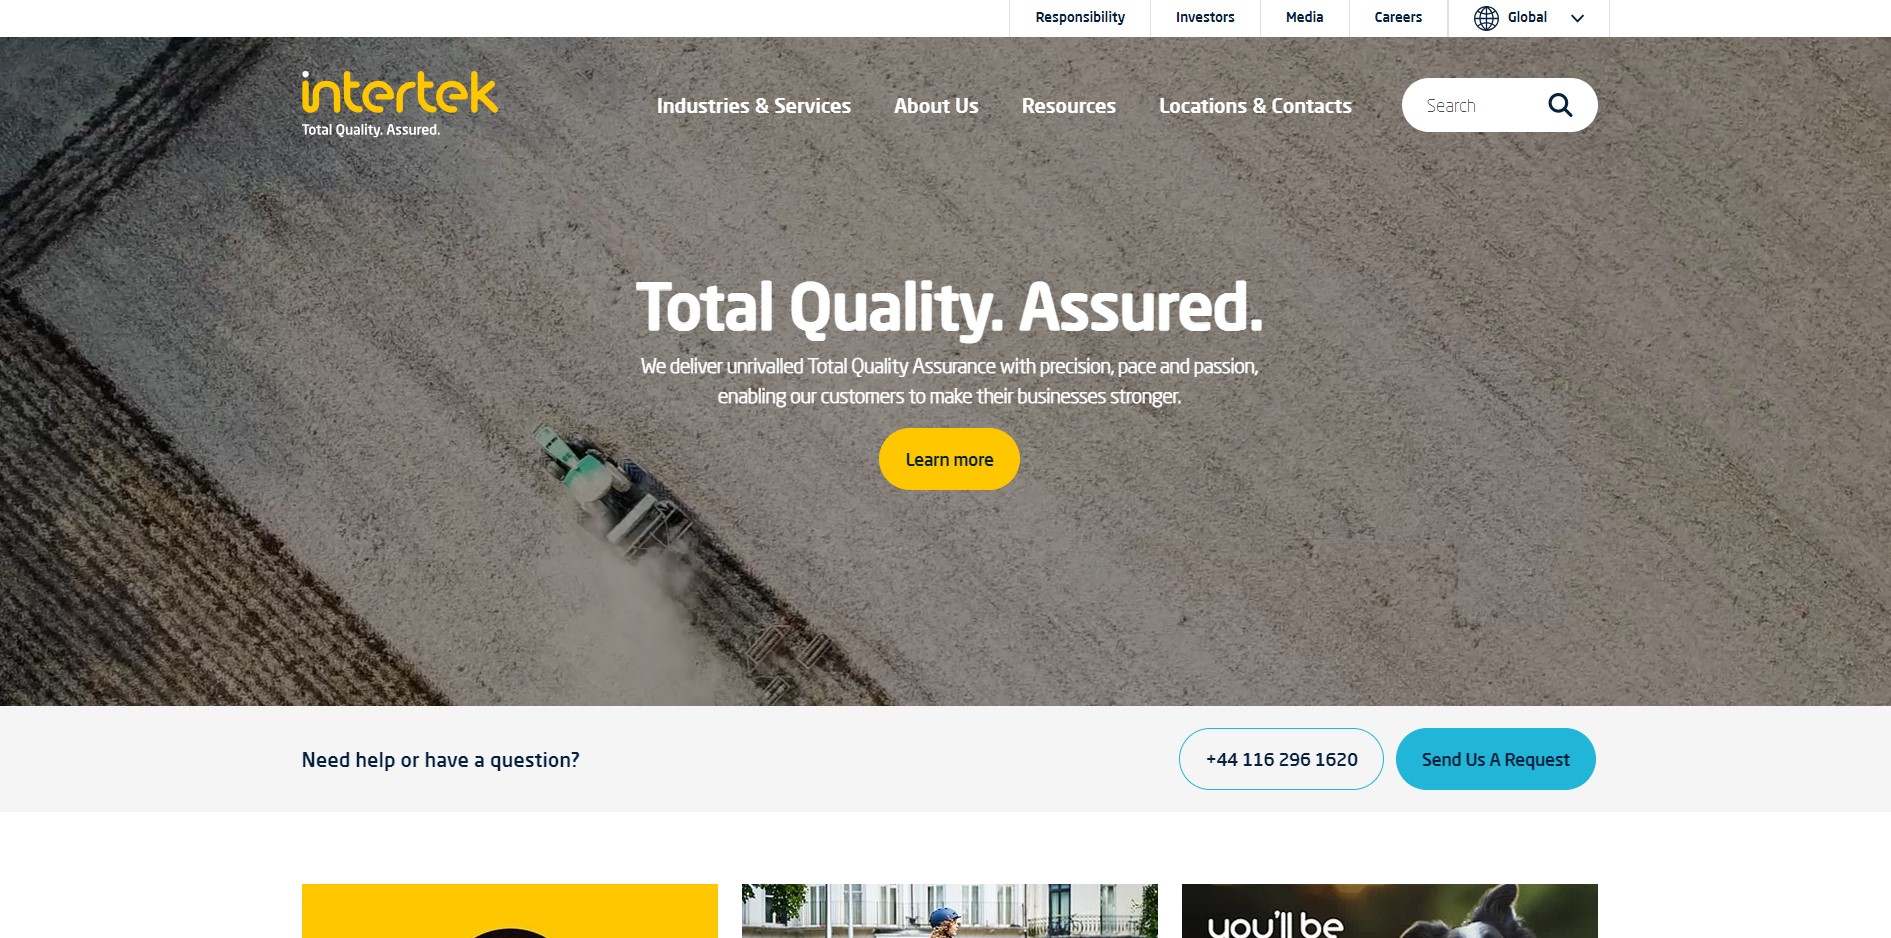 Responsibility
Investors
Media
Careers
Global
intertek
Total Quality. Assured.
Industries & Services
About Us
Resources
Locations & Contacts
Search
Total Quality. Assured.
We deliver unrivalled Total Quality Assurance with precision, pace and passion,
enabling our customers to make their businesses stronger.
Learn more
Need help or have a question?
+44 116 296 1620
Send Us A Request
you'll be